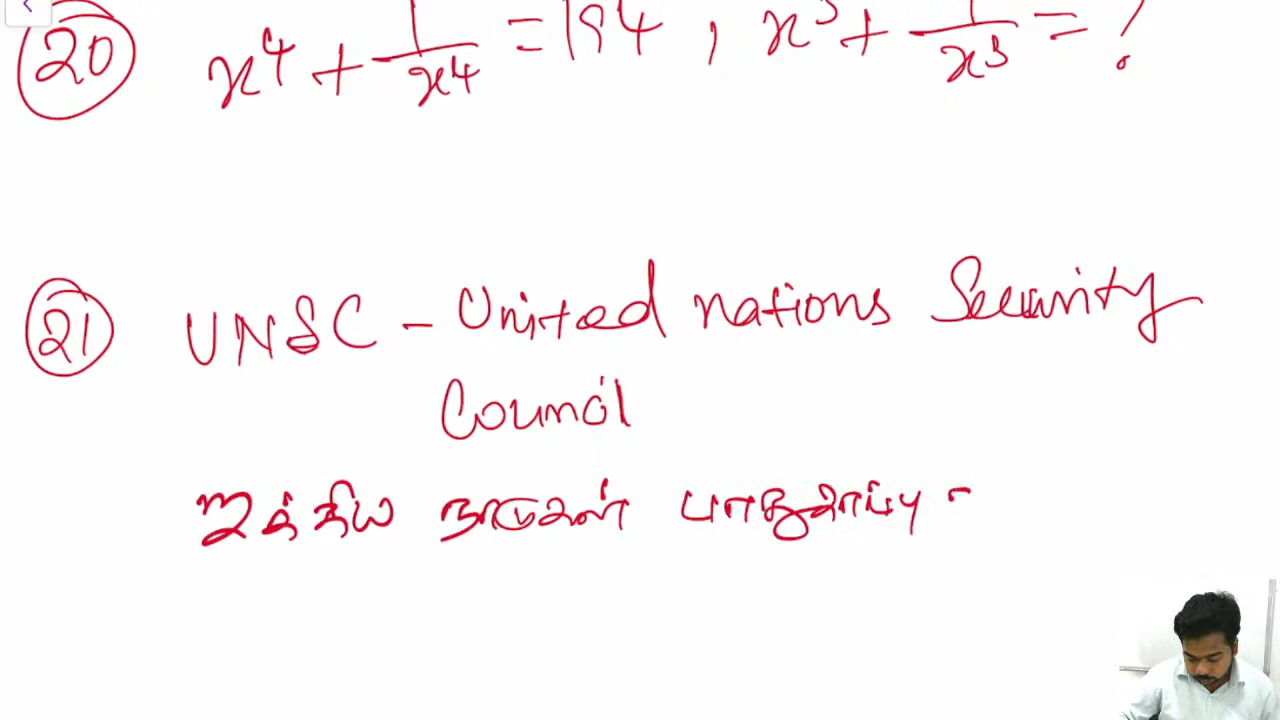 (20) x⁴ + 1/x⁴ = 194, x³ + 1/x³ = ?
(21) UNSC - United nations Security
Council
ஐக்கிய நாடுகள் பாதுகாப்பு -